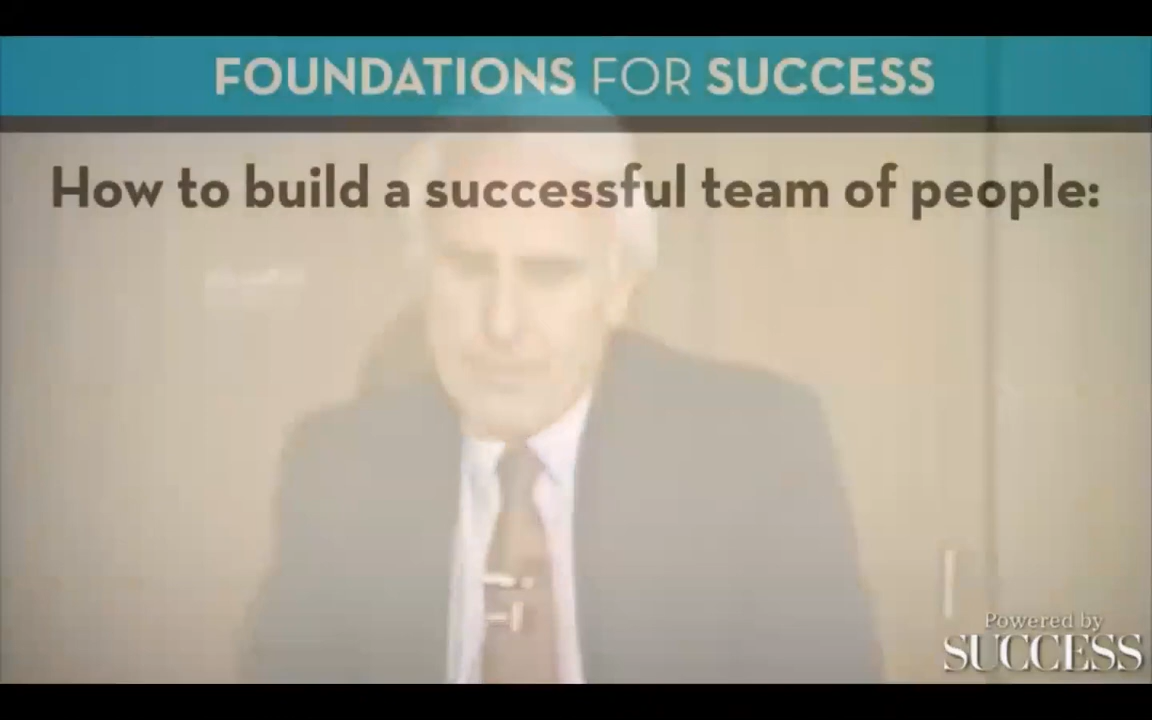 FOUNDATIONS FOR SUCCESS
How to build a successful team of people:
Powered by
SUCCESS